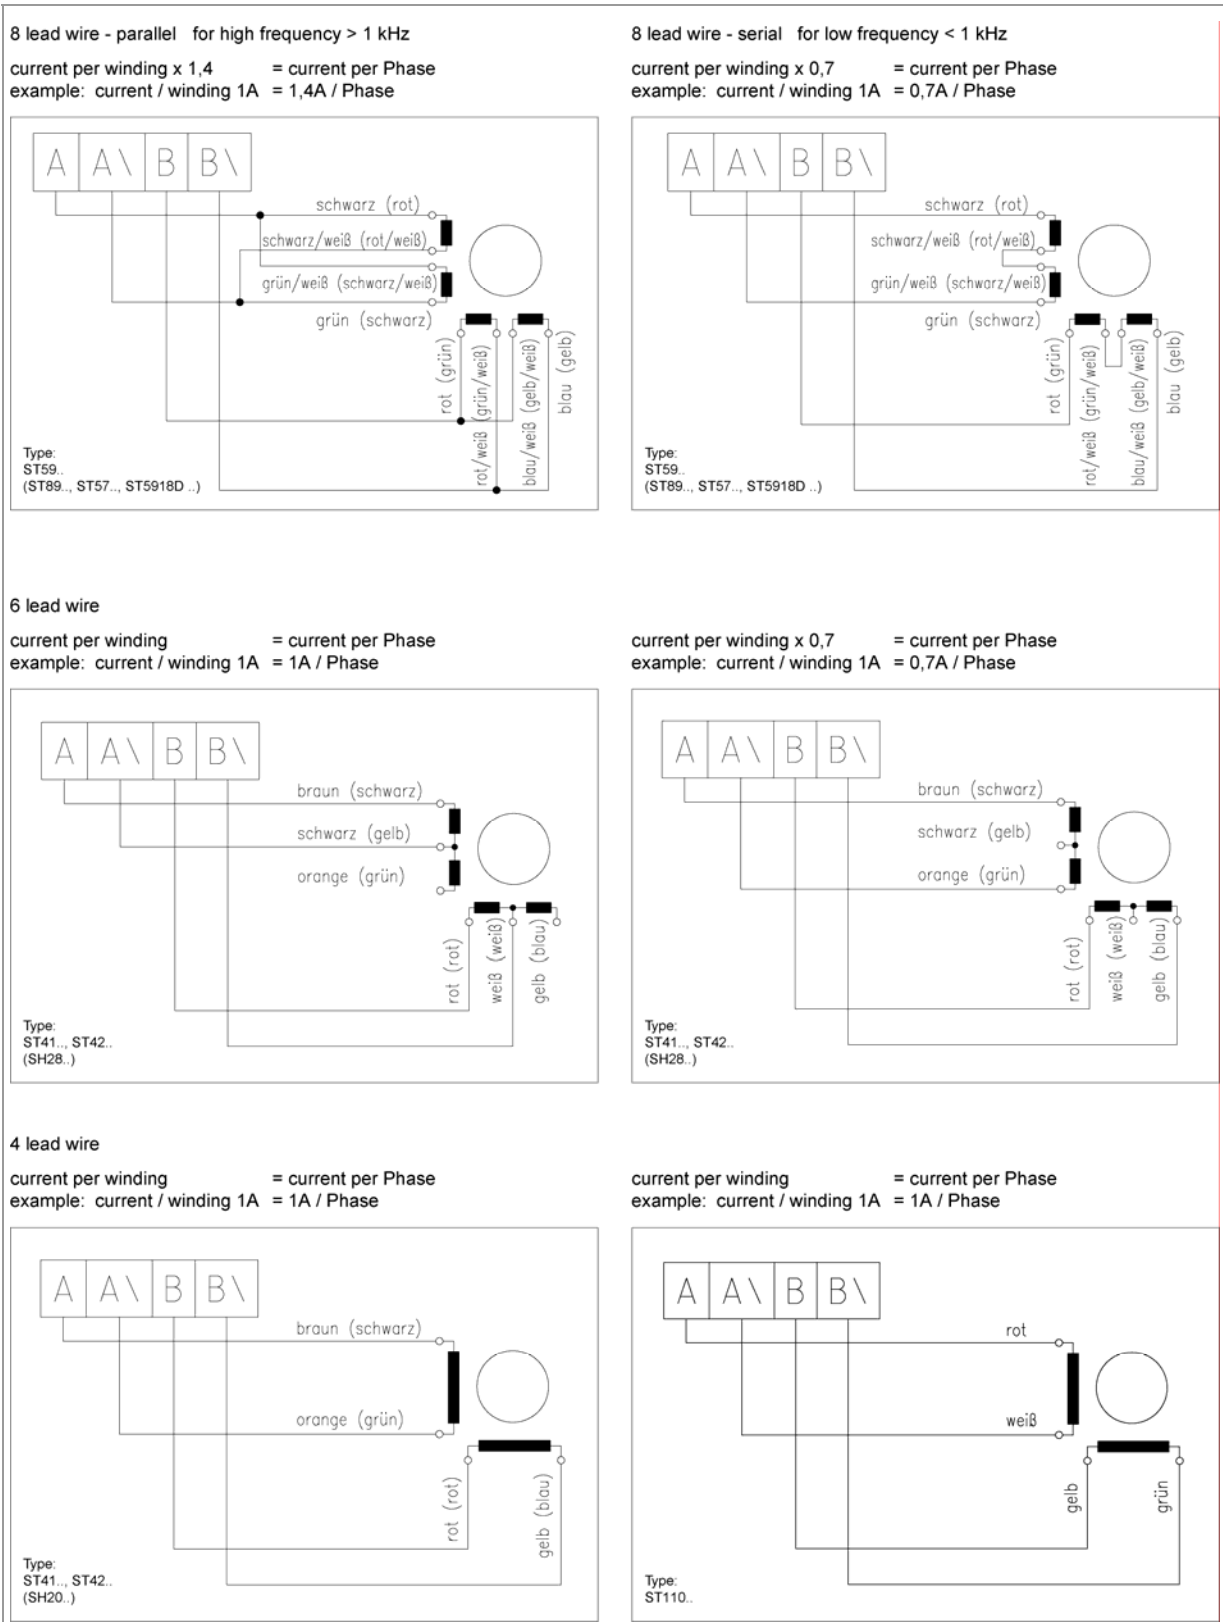 8 lead wire - parallel for high frequency > 1 kHz
current per winding x 1,4 = current per Phase
example: current / winding 1A = 1,4A / Phase
A A\ B B\
schwarz (rot)
schwarz/weiß (rot/weiß)
grün/weiß (schwarz/weiß)
grün (schwarz)
rot (grün)
rot/weiß (grün/weiß)
blau/weiß (gelb/weiß)
blau (gelb)
Type:
ST59..
(ST89.., ST57.., ST5918D ..)
8 lead wire - serial for low frequency < 1 kHz
current per winding x 0,7 = current per Phase
example: current / winding 1A = 0,7A / Phase
A A\ B B\
schwarz (rot)
schwarz/weiß (rot/weiß)
grün/weiß (schwarz/weiß)
grün (schwarz)
rot (grün)
rot/weiß (grün/weiß)
blau/weiß (gelb/weiß)
blau (gelb)
Type:
ST59..
(ST89.., ST57.., ST5918D ..)
6 lead wire
current per winding = current per Phase
example: current / winding 1A = 1A / Phase
A A\ B B\
braun (schwarz)
schwarz (gelb)
orange (grün)
rot (rot)
weiß (weiß)
gelb (blau)
Type:
ST41.., ST42..
(SH28..)
current per winding x 0,7 = current per Phase
example: current / winding 1A = 0,7A / Phase
A A\ B B\
braun (schwarz)
schwarz (gelb)
orange (grün)
rot (rot)
weiß (weiß)
gelb (blau)
Type:
ST41.., ST42..
(SH28..)
4 lead wire
current per winding = current per Phase
example: current / winding 1A = 1A / Phase
A A\ B B\
braun (schwarz)
orange (grün)
rot (rot)
gelb (blau)
Type:
ST41.., ST42..
(SH20..)
current per winding = current per Phase
example: current / winding 1A = 1A / Phase
A A\ B B\
rot
weiß
gelb
grün
Type:
ST110..